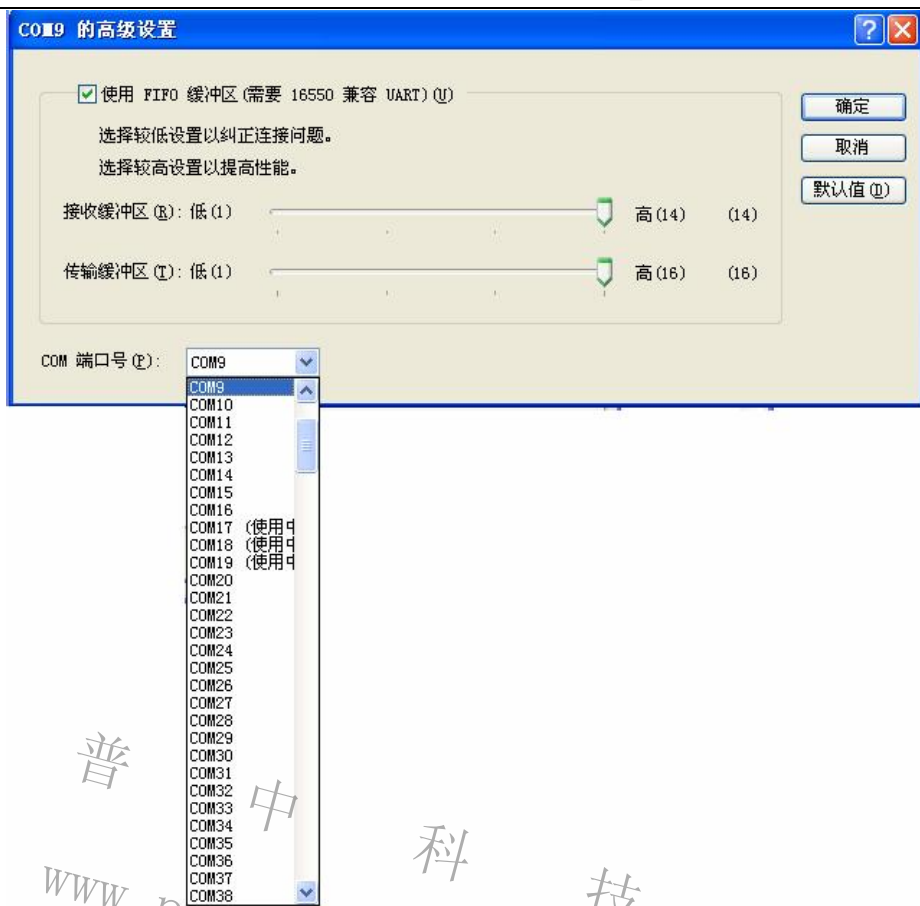 COM9 的高级设置
使用 FIFO 缓冲区(需要 16550 兼容 UART)(U)
选择较低设置以纠正连接问题。
选择较高设置以提高性能。
接收缓冲区(R): 低(1) 高(14) (14)
传输缓冲区(T): 低(1) 高(16) (16)
确定
取消
默认值(D)
COM 端口号(P): COM9
COM9
COM10
COM11
COM12
COM13
COM14
COM15
COM16
COM17 (使用中
COM18 (使用中
COM19 (使用中
COM20
COM21
COM22
COM23
COM24
COM25
COM26
COM27
COM28
COM29
COM30
COM31
COM32
COM33
COM34
COM35
COM36
COM37
COM38
普中科技
www.p